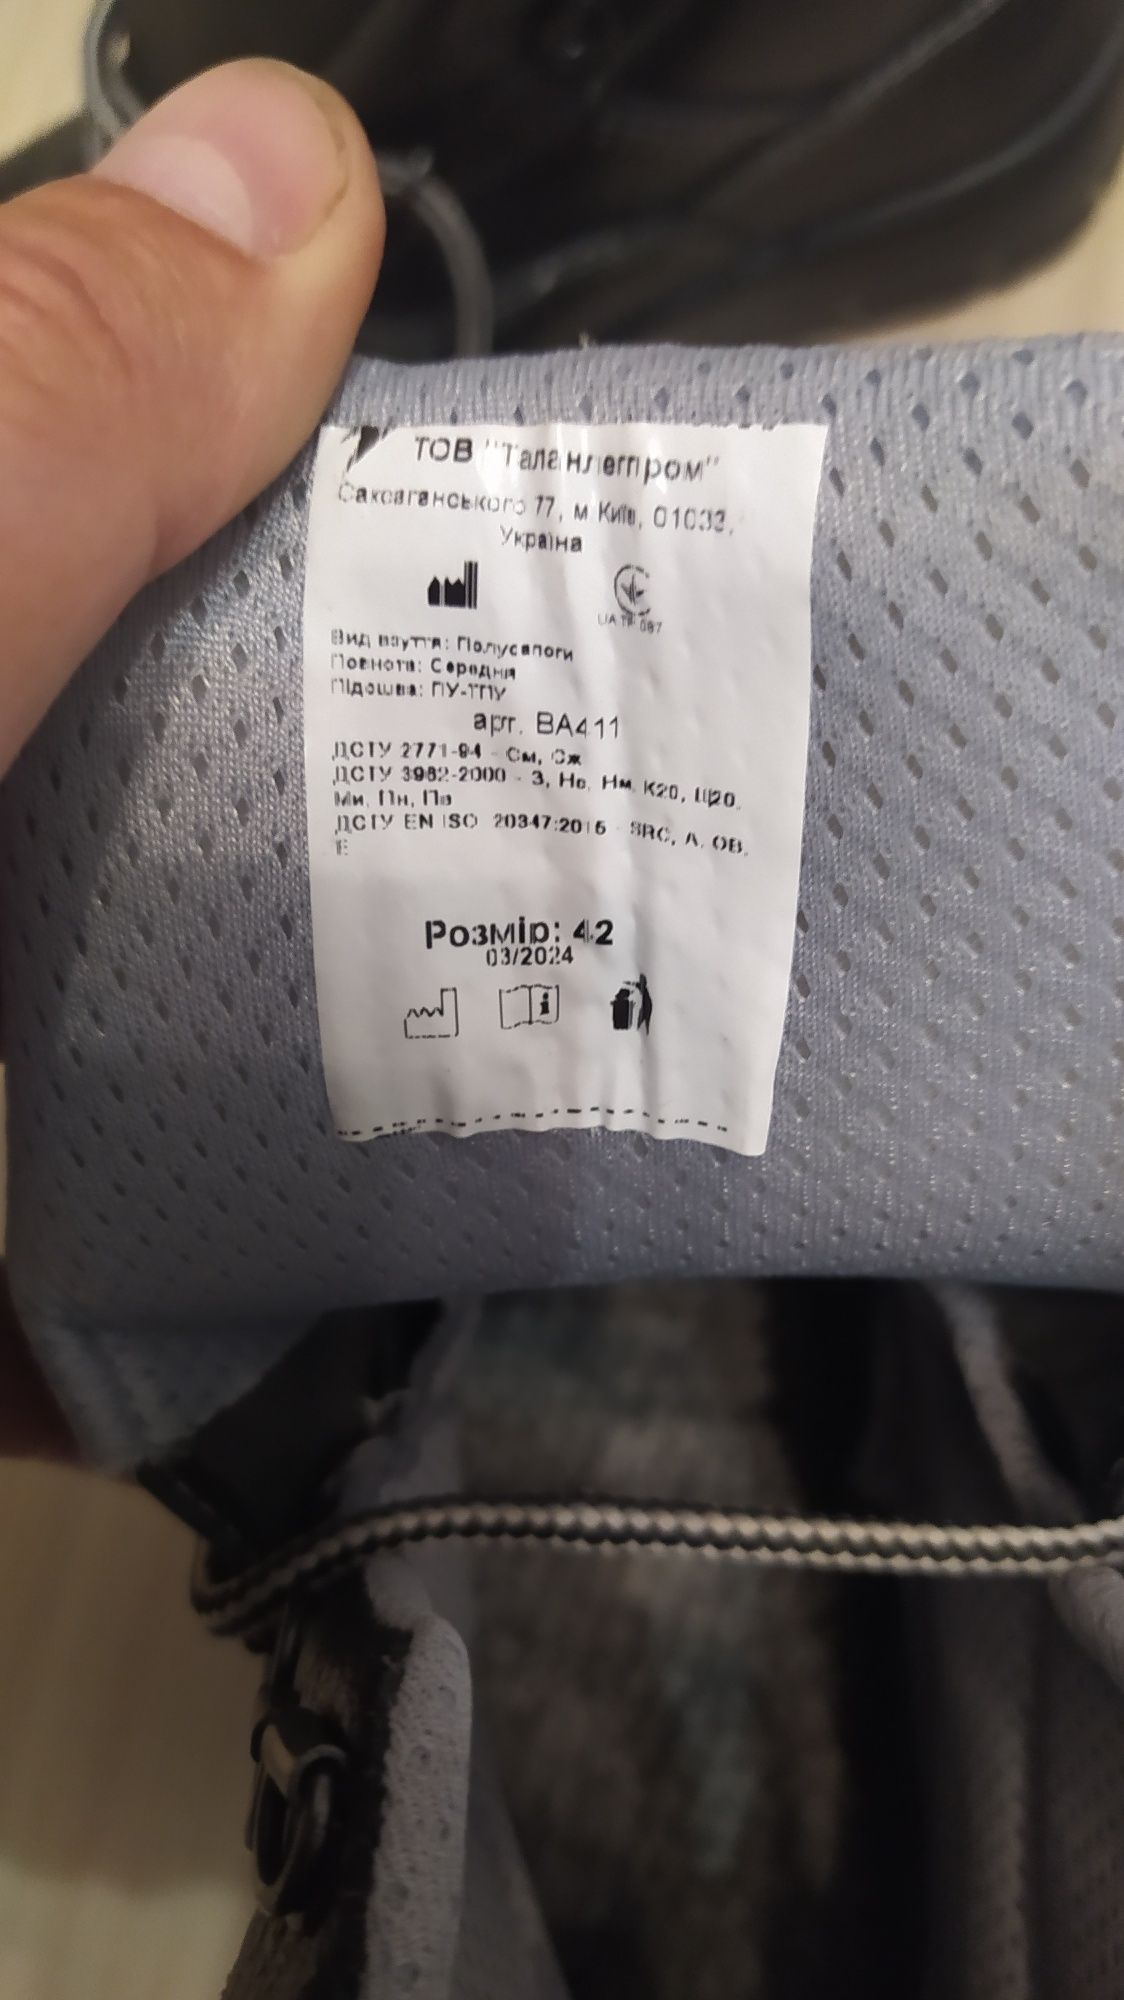 ТОВ "Таланлегпром"
Саксаганського 77, м Київ, 01033,
Україна
UA TR 087
Вид взуття: Полусапоги
Повнота: Середня
Підошва: ПУ-ТПУ
арт. ВА411
ДСТУ 2771-94 - См, Сж
ДСТУ 3962-2000 - З, Нс, Нм, К20, Щ20,
Ми, Пн, Пв
ДСТУ EN ISO 20347:2015 - SRC, A, OB,
E
Розмір: 42
03/2024